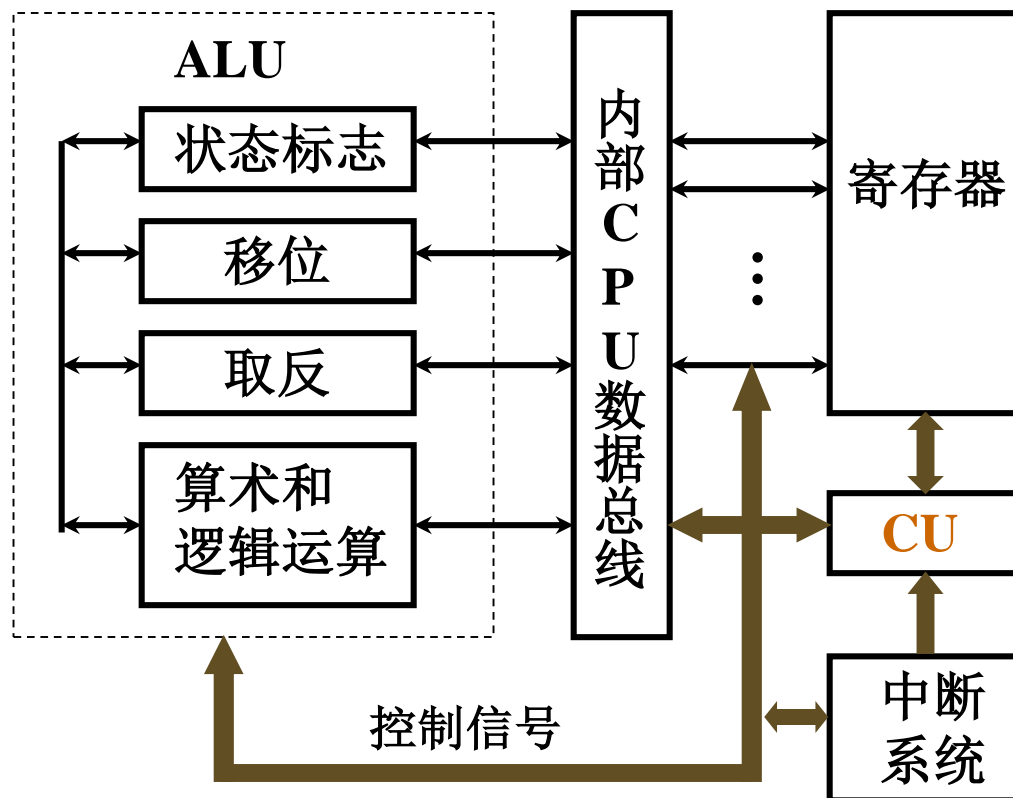 ALU
状态标志
移位
取反
算术和
逻辑运算
内部CPU数据总线
寄存器
⋮
CU
中断
系统
控制信号